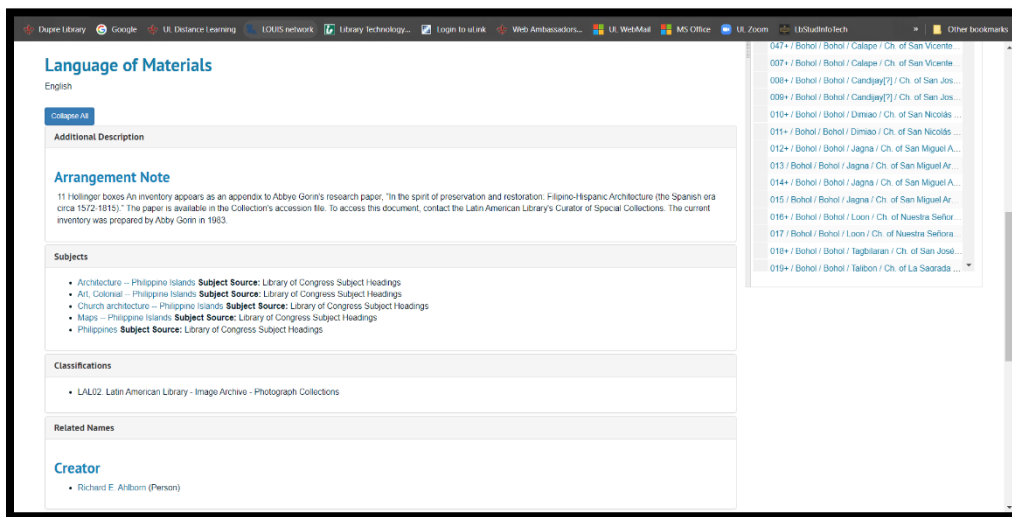 Dupre Library Google UL Distance Learning LOUIS network Library Technology... Login to uLink Web Ambassadors... UL WebMail MS Office UL Zoom LbStudInfoTech » Other bookmarks
Language of Materials
English
Collapse All
Additional Description
Arrangement Note
11 Hollinger boxes An inventory appears as an appendix to Abbye Gorin's research paper, "In the spirit of preservation and restoration: Filipino-Hispanic Architecture (the Spanish era
circa 1572-1815)." The paper is available in the Collection's accession file. To access this document, contact the Latin American Library's Curator of Special Collections. The current
inventory was prepared by Abby Gorin in 1983.
Subjects
• Architecture -- Philippine Islands Subject Source: Library of Congress Subject Headings
• Art, Colonial -- Philippine Islands Subject Source: Library of Congress Subject Headings
• Church architecture -- Philippine Islands Subject Source: Library of Congress Subject Headings
• Maps -- Philippine Islands Subject Source: Library of Congress Subject Headings
• Philippines Subject Source: Library of Congress Subject Headings
Classifications
• LAL02. Latin American Library - Image Archive - Photograph Collections
Related Names
Creator
• Richard E. Ahlborn (Person)
047+ / Bohol / Bohol / Calape / Ch. of San Vicente...
007+ / Bohol / Bohol / Calape / Ch. of San Vicente...
008+ / Bohol / Bohol / Candijay[?] / Ch. of San Jos...
009+ / Bohol / Bohol / Candijay[?] / Ch. of San Jos...
010+ / Bohol / Bohol / Dimiao / Ch. of San Nicolás ...
011+ / Bohol / Bohol / Dimiao / Ch. of San Nicolás ...
012+ / Bohol / Bohol / Jagna / Ch. of San Miguel A...
013 / Bohol / Bohol / Jagna / Ch. of San Miguel Ar...
014+ / Bohol / Bohol / Jagna / Ch. of San Miguel A...
015 / Bohol / Bohol / Jagna / Ch. of San Miguel Ar...
016+ / Bohol / Bohol / Loon / Ch. of Nuestra Señor...
017 / Bohol / Bohol / Loon / Ch. of Nuestra Señora...
018+ / Bohol / Bohol / Tagbilaran / Ch. of San José...
019+ / Bohol / Bohol / Talibon / Ch. of La Sagrada ...